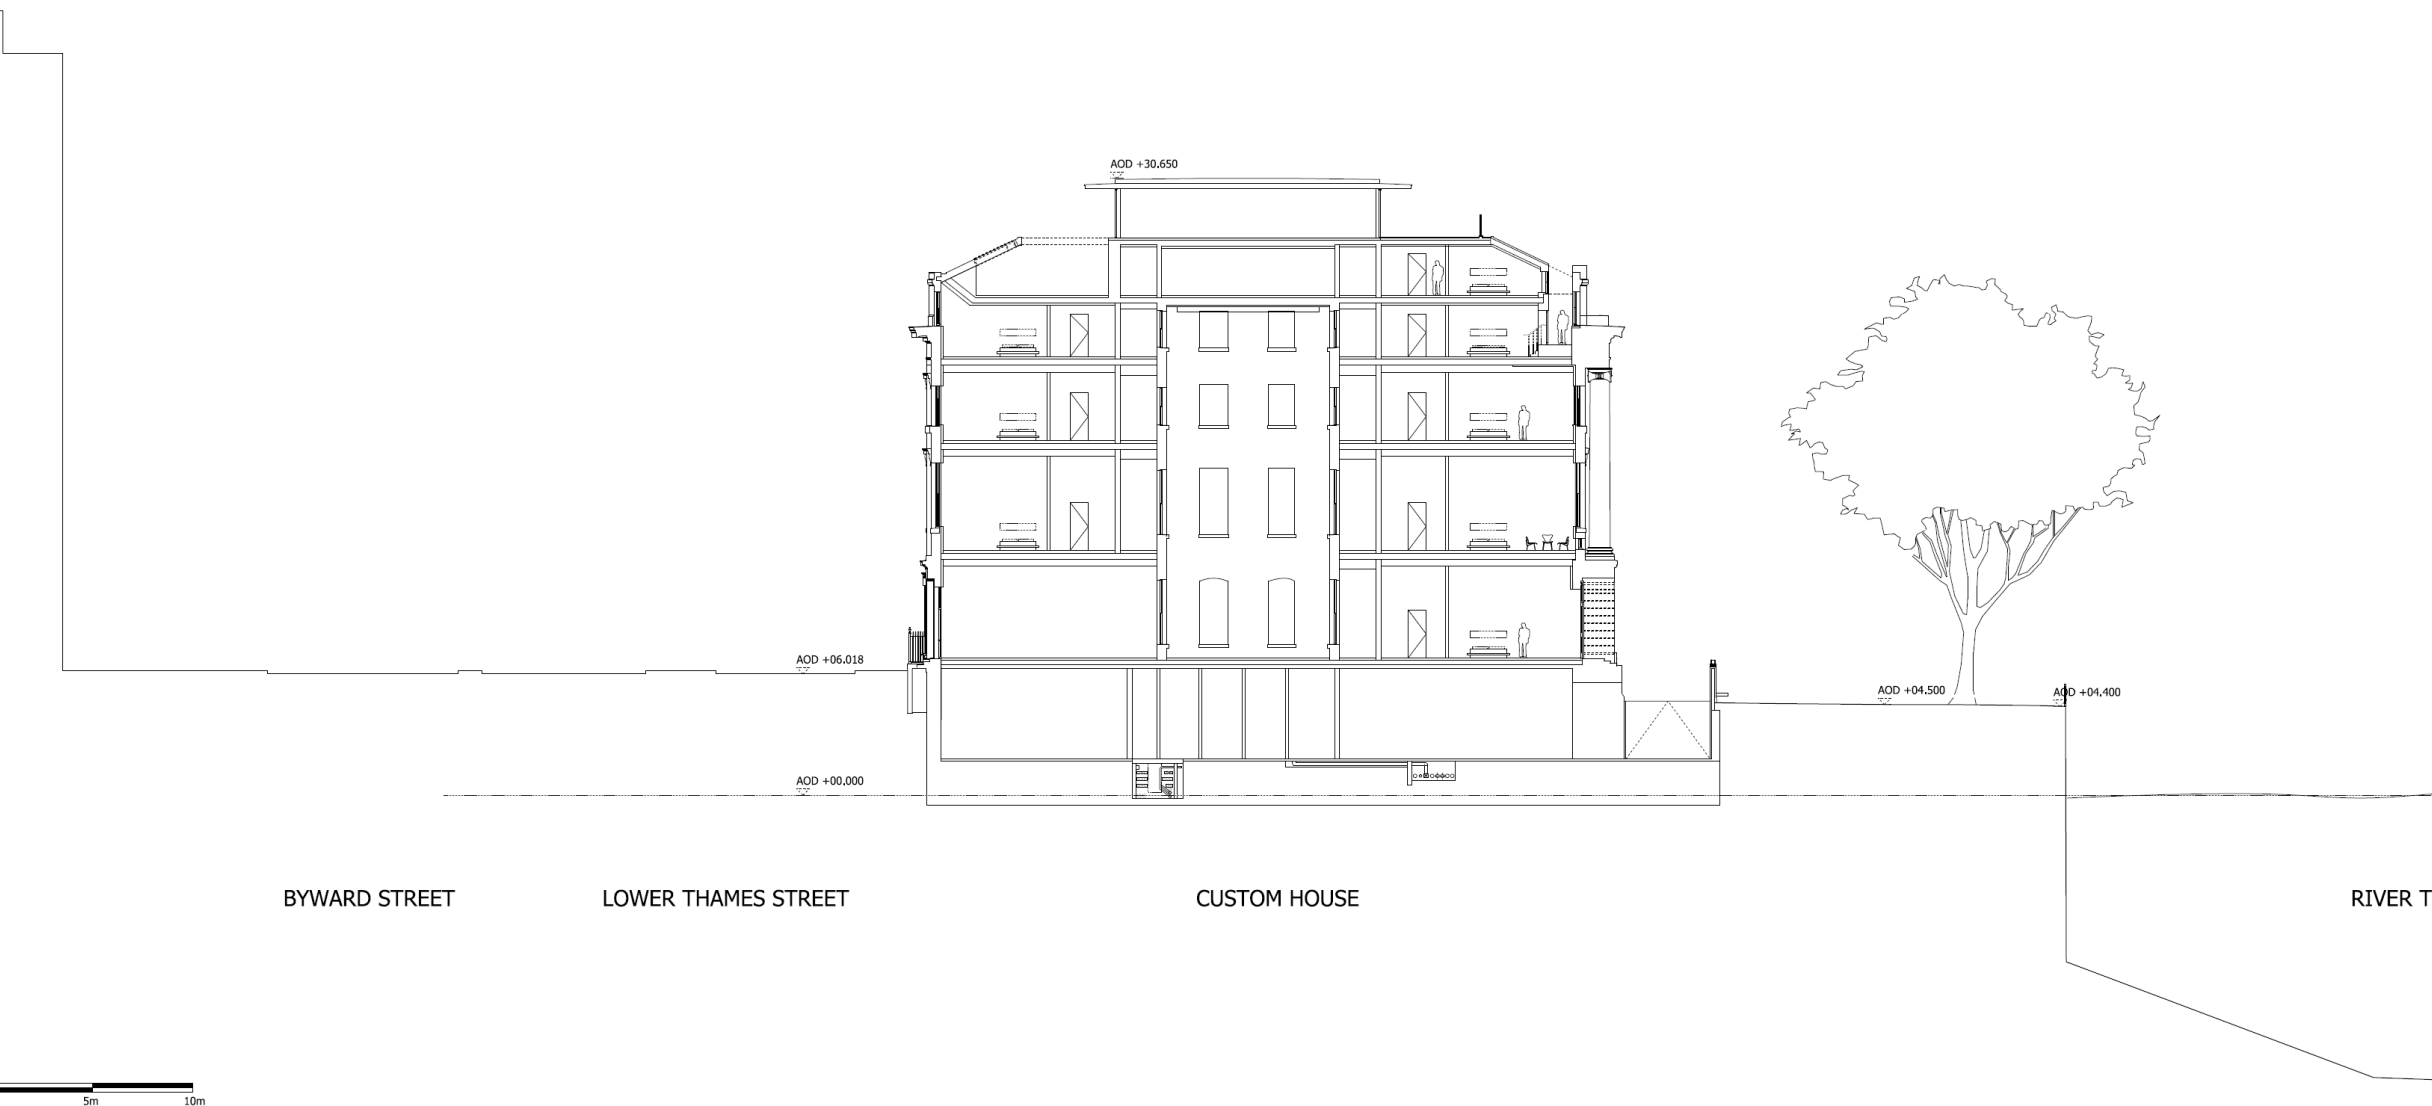 AOD +30.650
AOD +06.018
AOD +04.500
AOD +04.400
AOD +00.000
BYWARD STREET
LOWER THAMES STREET
CUSTOM HOUSE
RIVER T
5m
10m